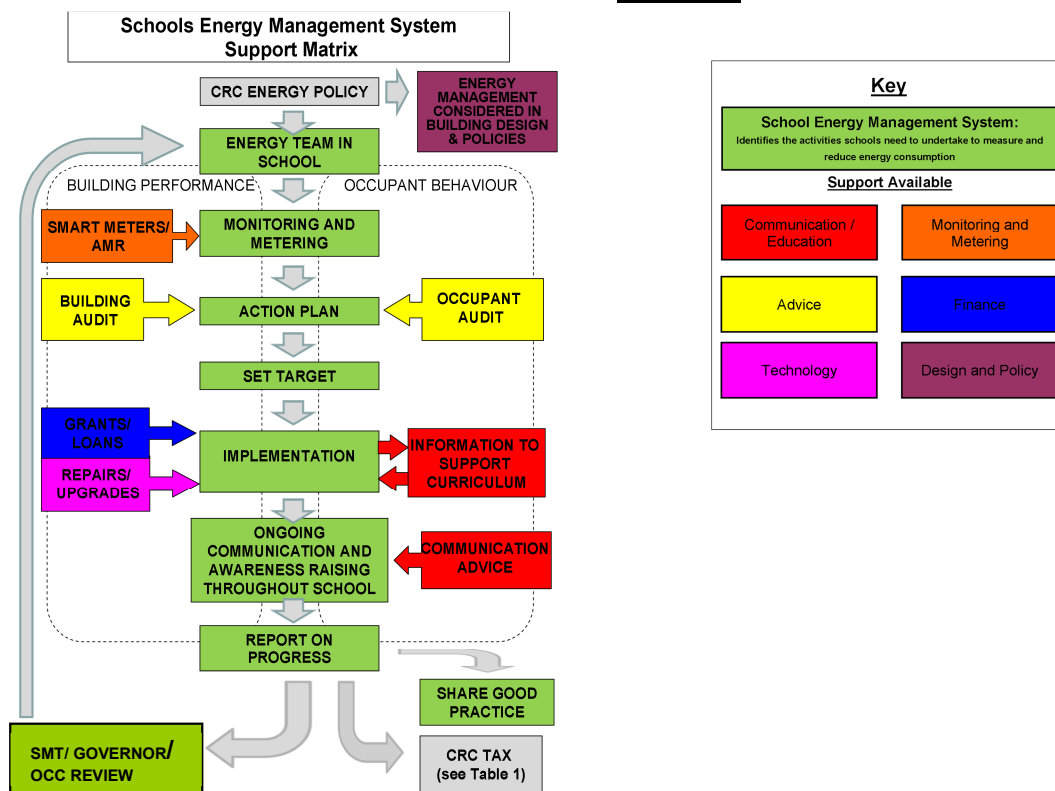 Schools Energy Management System
Support Matrix
CRC ENERGY POLICY
ENERGY
MANAGEMENT
CONSIDERED IN
BUILDING DESIGN
& POLICIES
ENERGY TEAM IN
SCHOOL
BUILDING PERFORMANCE
OCCUPANT BEHAVIOUR
SMART METERS/
AMR
MONITORING AND
METERING
BUILDING
AUDIT
ACTION PLAN
OCCUPANT
AUDIT
SET TARGET
GRANTS/
LOANS
REPAIRS/
UPGRADES
IMPLEMENTATION
INFORMATION TO
SUPPORT
CURRICULUM
ONGOING
COMMUNICATION AND
AWARENESS RAISING
THROUGHOUT SCHOOL
COMMUNICATION
ADVICE
REPORT ON
PROGRESS
SHARE GOOD
PRACTICE
SMT/ GOVERNOR/
OCC REVIEW
CRC TAX
(see Table 1)
Key
School Energy Management System:
Identifies the activities schools need to undertake to measure and
reduce energy consumption
Support Available
Communication /
Education
Monitoring and
Metering
Advice
Finance
Technology
Design and Policy